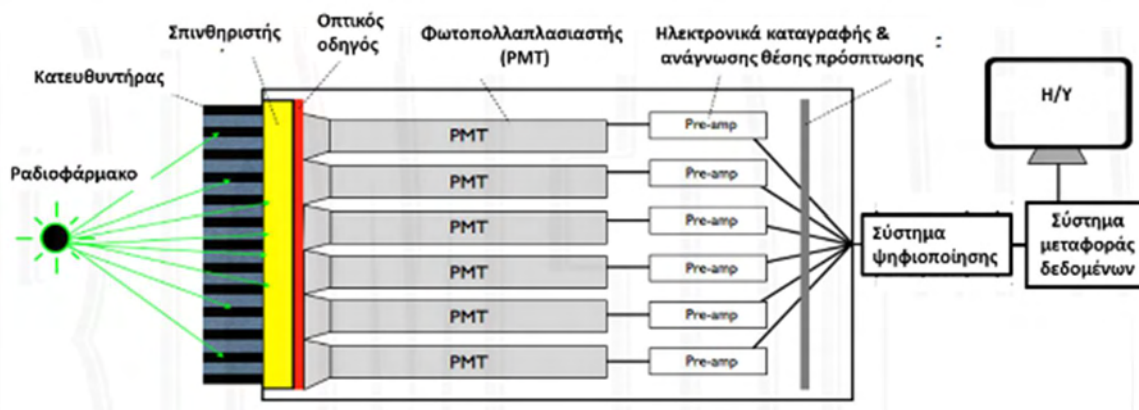 Σπινθηριστής
Οπτικός
οδηγός
Φωτοπολλαπλασιαστής
(PMT)
Ηλεκτρονικά καταγραφής &
ανάγνωσης θέσης πρόσπτωσης
Κατευθυντήρας
Ραδιοφάρμακο
PMT
Pre-amp
PMT
Pre-amp
PMT
Pre-amp
PMT
Pre-amp
PMT
Pre-amp
PMT
Pre-amp
Η/Υ
Σύστημα
ψηφιοποίησης
Σύστημα
μεταφοράς
δεδομένων